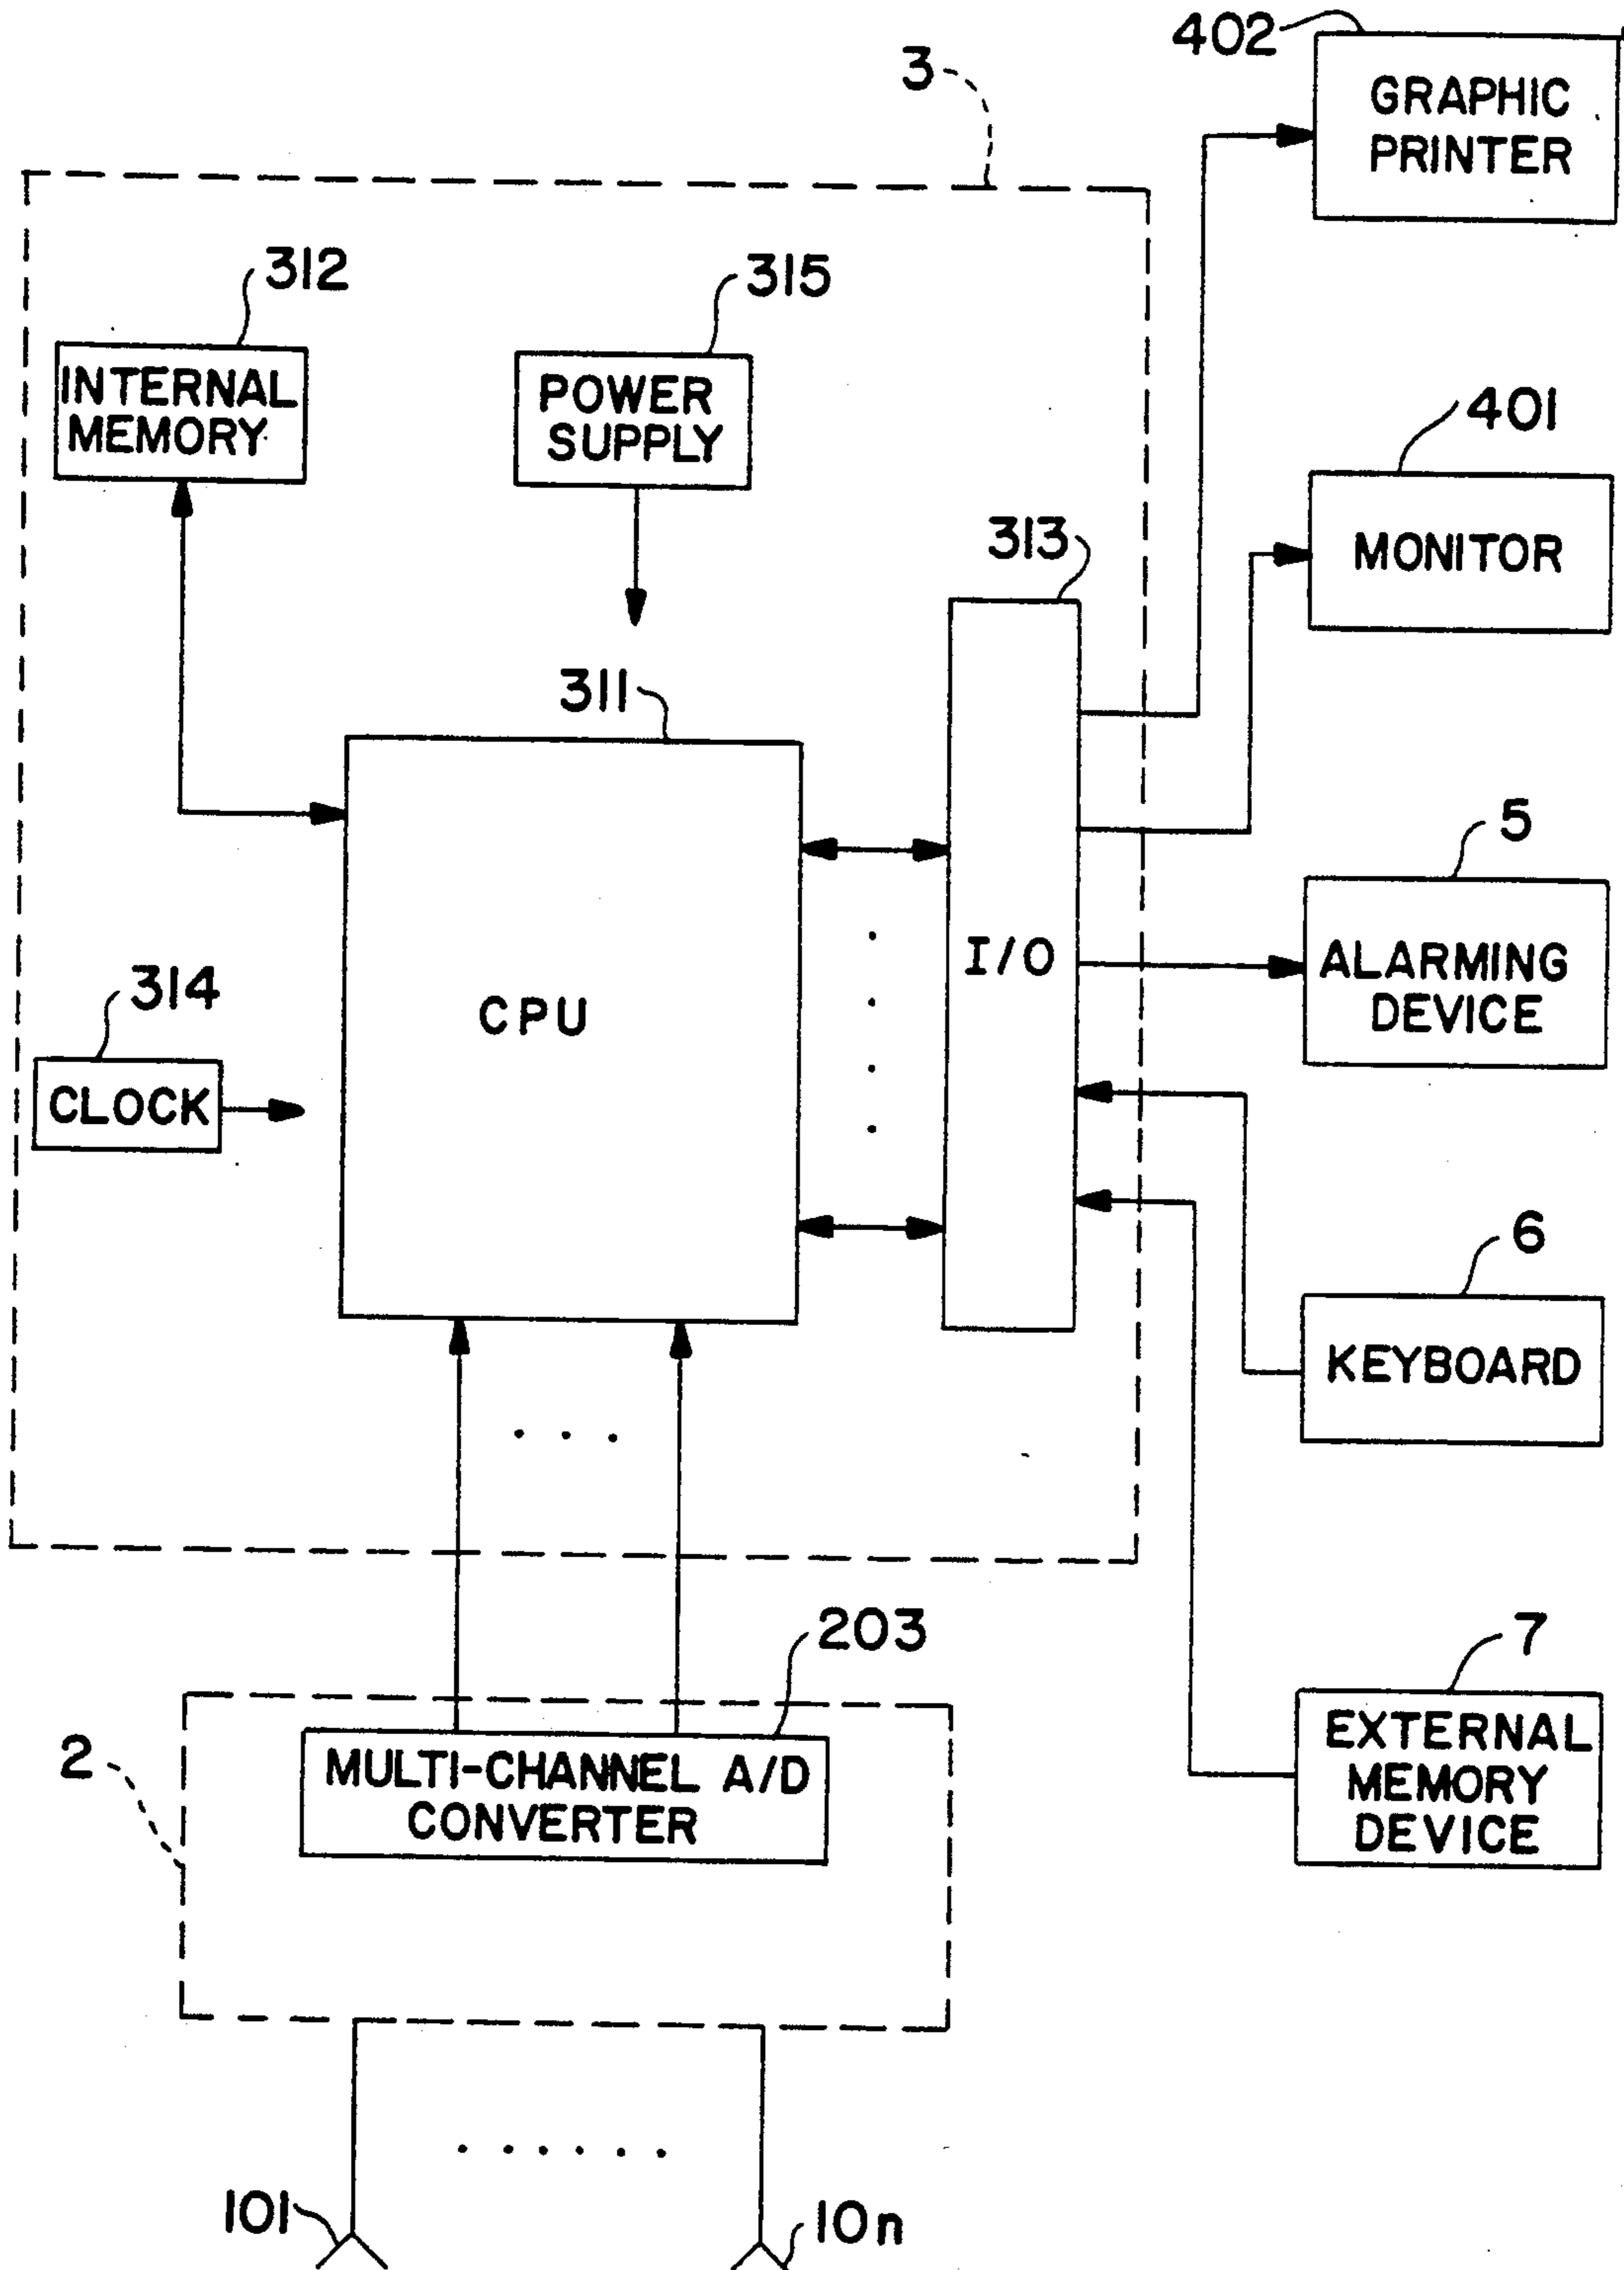 402
GRAPHIC
PRINTER
3
312
INTERNAL
MEMORY
315
POWER
SUPPLY
401
MONITOR
313
I/O
311
CPU
5
ALARMING
DEVICE
314
CLOCK
6
KEYBOARD
203
MULTI-CHANNEL A/D
CONVERTER
2
7
EXTERNAL
MEMORY
DEVICE
101
10n